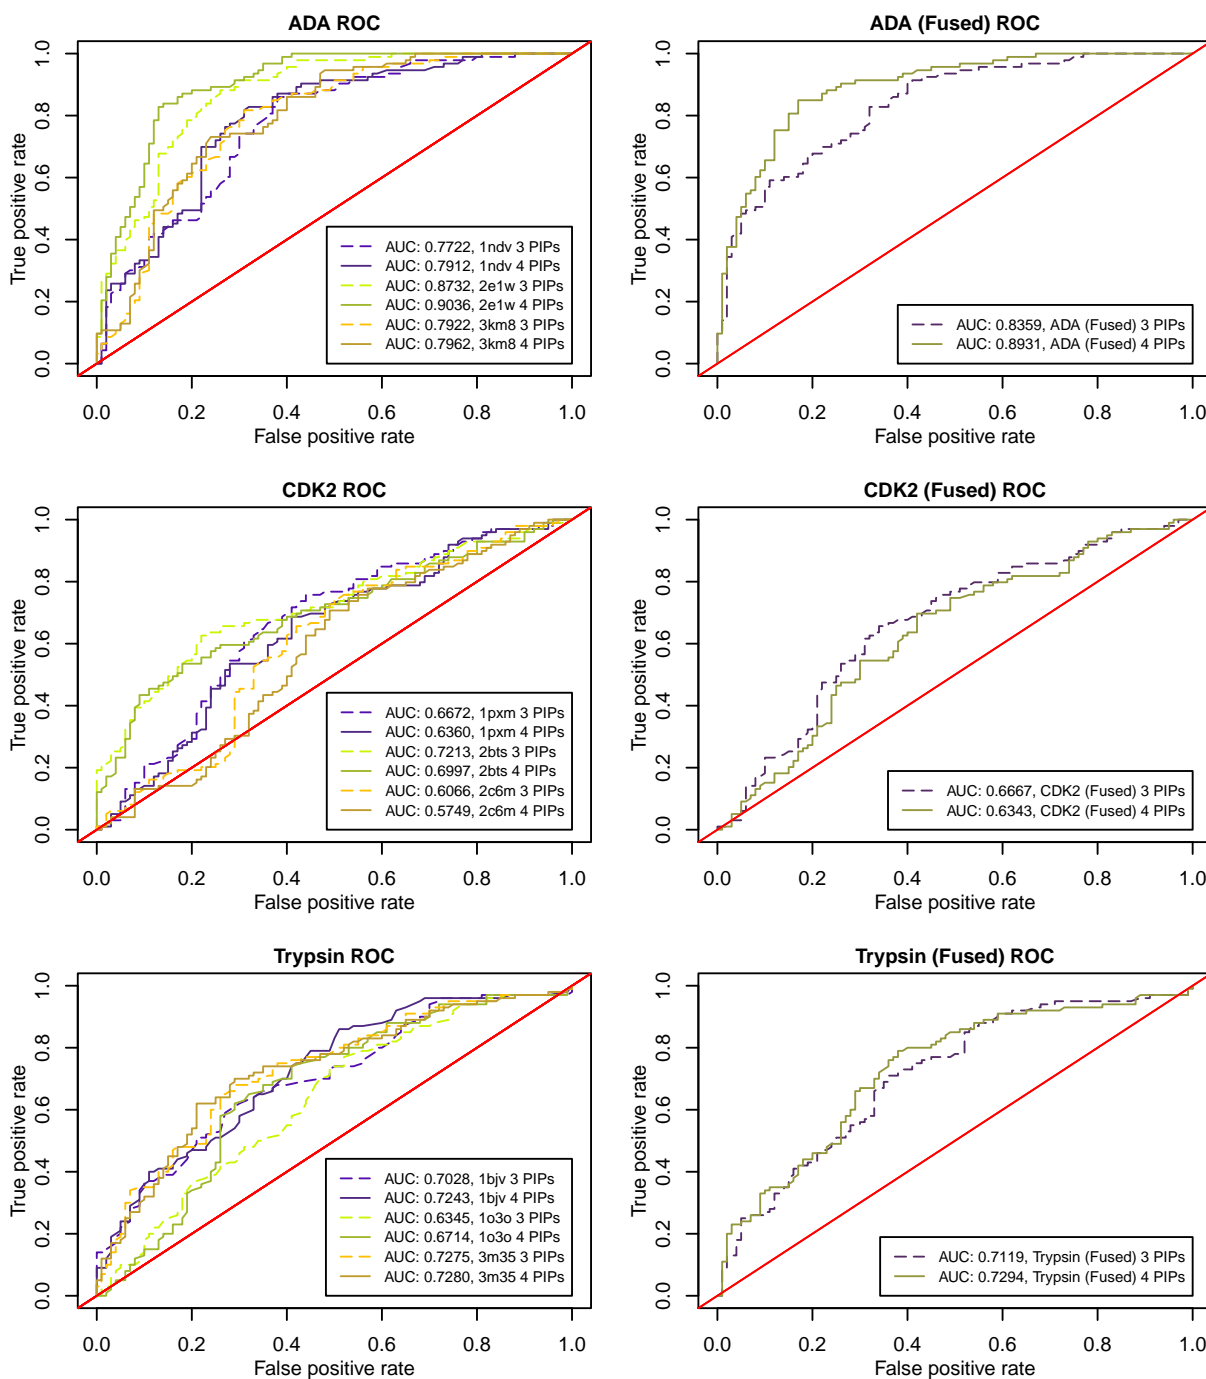 ADA ROC
True positive rate
1.0
0.8
0.6
0.4
0.2
0.0
AUC: 0.7722, 1ndv 3 PIPs
AUC: 0.7912, 1ndv 4 PIPs
AUC: 0.8732, 2e1w 3 PIPs
AUC: 0.9036, 2e1w 4 PIPs
AUC: 0.7922, 3km8 3 PIPs
AUC: 0.7962, 3km8 4 PIPs
0.0 0.2 0.4 0.6 0.8 1.0
False positive rate
ADA (Fused) ROC
True positive rate
1.0
0.8
0.6
0.4
0.2
0.0
AUC: 0.8359, ADA (Fused) 3 PIPs
AUC: 0.8931, ADA (Fused) 4 PIPs
0.0 0.2 0.4 0.6 0.8 1.0
False positive rate
CDK2 ROC
True positive rate
1.0
0.8
0.6
0.4
0.2
0.0
AUC: 0.6672, 1pxm 3 PIPs
AUC: 0.6360, 1pxm 4 PIPs
AUC: 0.7213, 2bts 3 PIPs
AUC: 0.6997, 2bts 4 PIPs
AUC: 0.6066, 2c6m 3 PIPs
AUC: 0.5749, 2c6m 4 PIPs
0.0 0.2 0.4 0.6 0.8 1.0
False positive rate
CDK2 (Fused) ROC
True positive rate
1.0
0.8
0.6
0.4
0.2
0.0
AUC: 0.6667, CDK2 (Fused) 3 PIPs
AUC: 0.6343, CDK2 (Fused) 4 PIPs
0.0 0.2 0.4 0.6 0.8 1.0
False positive rate
Trypsin ROC
True positive rate
1.0
0.8
0.6
0.4
0.2
0.0
AUC: 0.7028, 1bjv 3 PIPs
AUC: 0.7243, 1bjv 4 PIPs
AUC: 0.6345, 1o3o 3 PIPs
AUC: 0.6714, 1o3o 4 PIPs
AUC: 0.7275, 3m35 3 PIPs
AUC: 0.7280, 3m35 4 PIPs
0.0 0.2 0.4 0.6 0.8 1.0
False positive rate
Trypsin (Fused) ROC
True positive rate
1.0
0.8
0.6
0.4
0.2
0.0
AUC: 0.7119, Trypsin (Fused) 3 PIPs
AUC: 0.7294, Trypsin (Fused) 4 PIPs
0.0 0.2 0.4 0.6 0.8 1.0
False positive rate